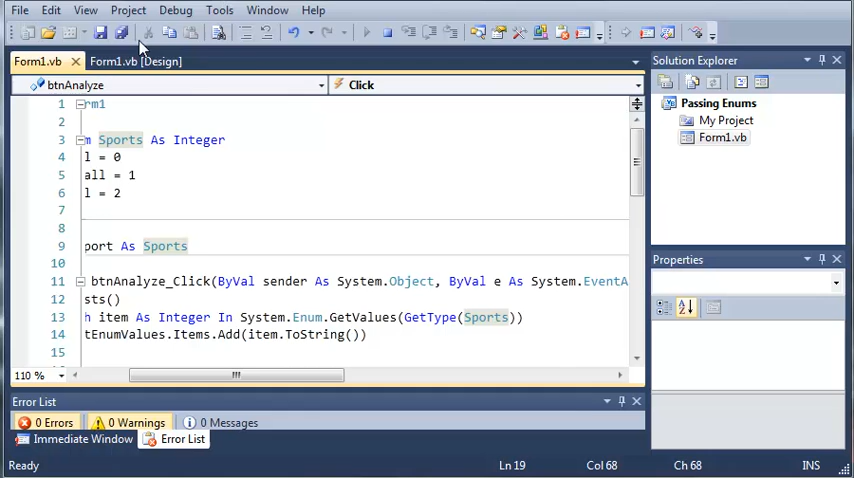 File Edit View Project Debug Tools Window Help
Form1.vb Form1.vb [Design]
btnAnalyze Click
1 rm1
2
3 m Sports As Integer
4 l = 0
5 all = 1
6 l = 2
7
8
9 port As Sports
10
11 btnAnalyze_Click(ByVal sender As System.Object, ByVal e As System.EventA
12 sts()
13 h item As Integer In System.Enum.GetValues(GetType(Sports))
14 tEnumValues.Items.Add(item.ToString())
15
110 %
Error List
0 Errors 0 Warnings 0 Messages
Immediate Window Error List
Ready Ln 19 Col 68 Ch 68 INS
Solution Explorer
Passing Enums
My Project
Form1.vb
Properties